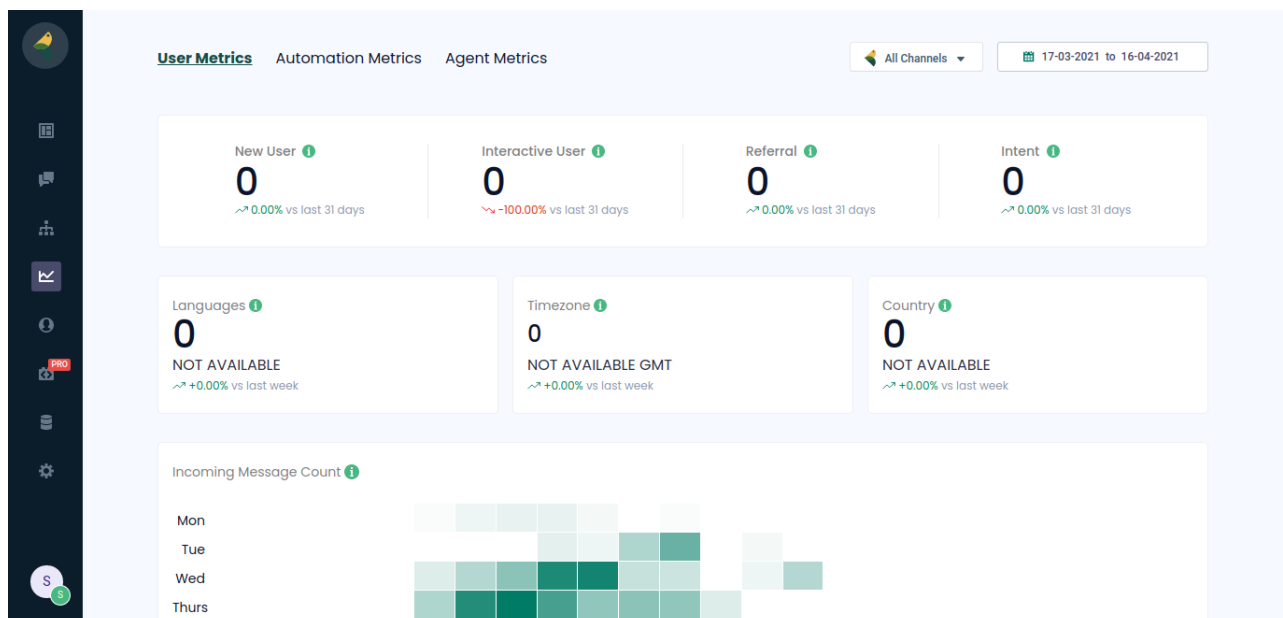 User Metrics Automation Metrics Agent Metrics All Channels 17-03-2021 to 16-04-2021
New User Interactive User Referral Intent
0 0 0 0
0.00% vs last 31 days -100.00% vs last 31 days 0.00% vs last 31 days 0.00% vs last 31 days
PRO
Languages Timezone Country
0 0 0
NOT AVAILABLE NOT AVAILABLE GMT NOT AVAILABLE
+0.00% vs last week +0.00% vs last week +0.00% vs last week
Incoming Message Count
Mon
Tue
Wed
Thurs
S
S